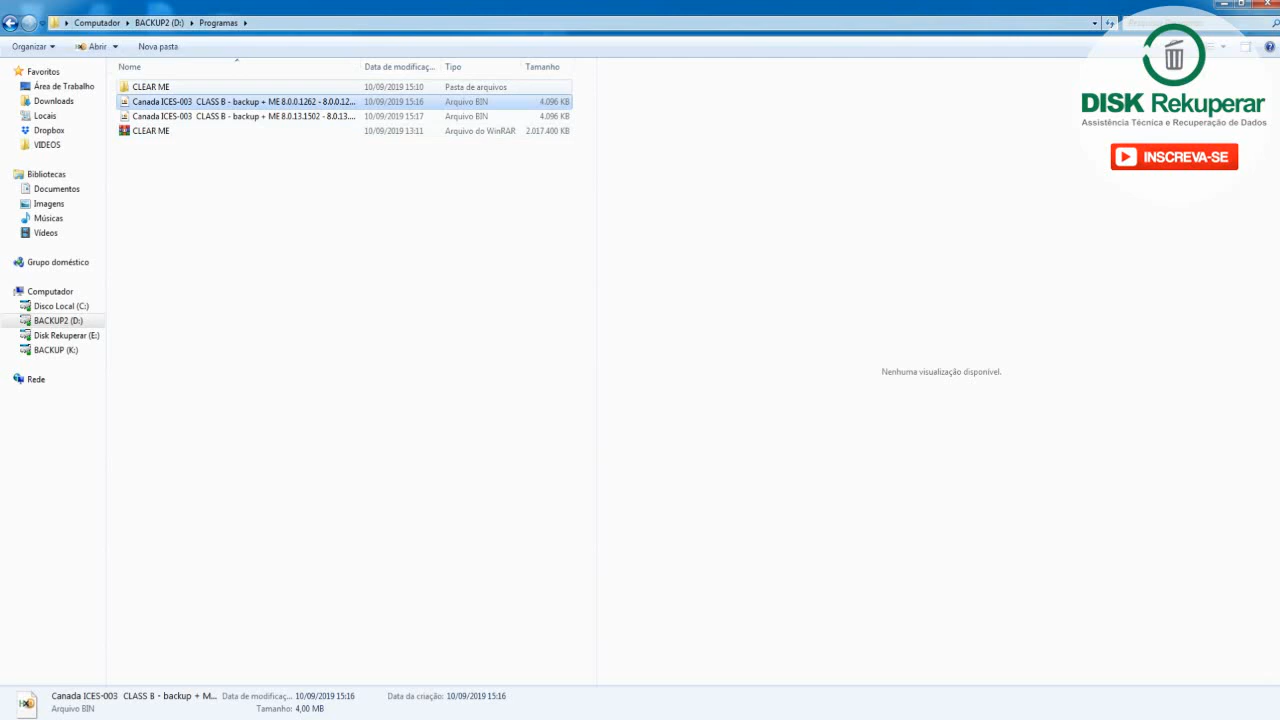 Computador ▸ BACKUP2 (D:) ▸ Programas ▸
Organizar Abrir Nova pasta
DISK Rekuperar
Assistência Técnica e Recuperação de Dados
INSCREVA-SE
Nome Data de modificaç... Tipo Tamanho
CLEAR ME 10/09/2019 15:10 Pasta de arquivos
Canada ICES-003 CLASS B - backup + ME 8.0.0.1262 - 8.0.0.12... 10/09/2019 15:16 Arquivo BIN 4.096 KB
Canada ICES-003 CLASS B - backup + ME 8.0.13.1502 - 8.0.13.... 10/09/2019 15:17 Arquivo BIN 4.096 KB
CLEAR ME 10/09/2019 13:11 Arquivo do WinRAR 2.017.400 KB
Favoritos
Área de Trabalho
Downloads
Locais
Dropbox
VIDEOS
Bibliotecas
Documentos
Imagens
Músicas
Vídeos
Grupo doméstico
Computador
Disco Local (C:)
BACKUP2 (D:)
Disk Rekuperar (E:)
BACKUP (K:)
Rede
Nenhuma visualização disponível.
Canada ICES-003 CLASS B - backup + M... Data de modificaç... 10/09/2019 15:16 Data da criação: 10/09/2019 15:16
Arquivo BIN Tamanho: 4,00 MB